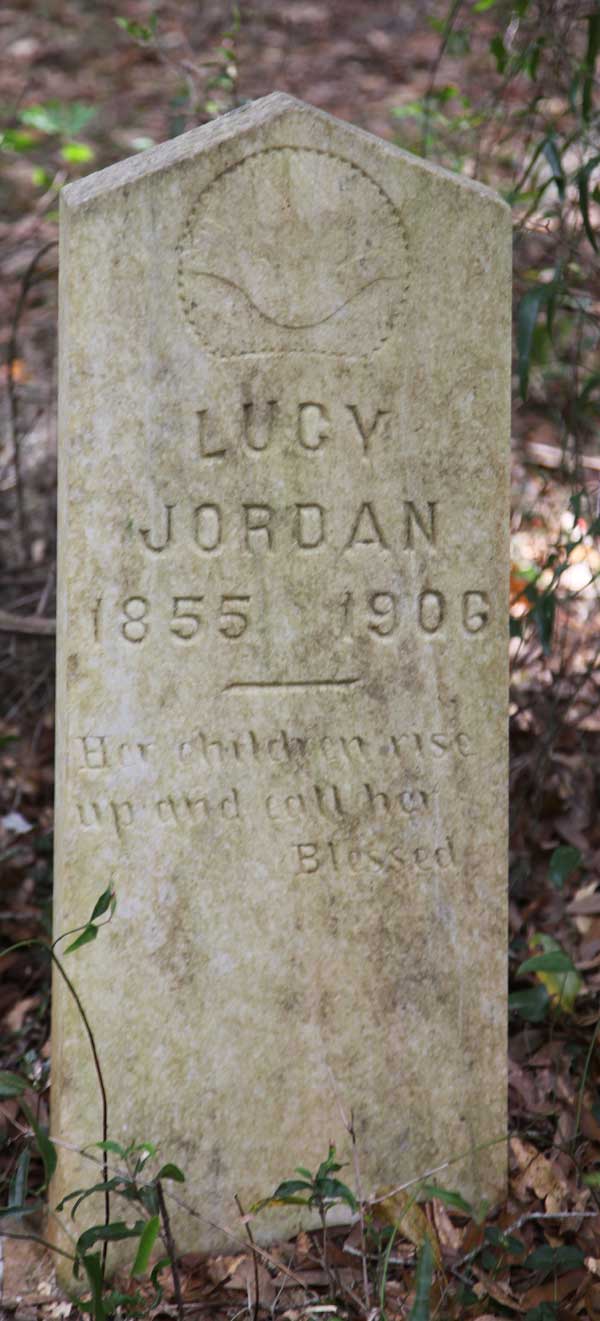 LUCY
JORDAN
1855 1906
Her children rise
up and call her
Blessed